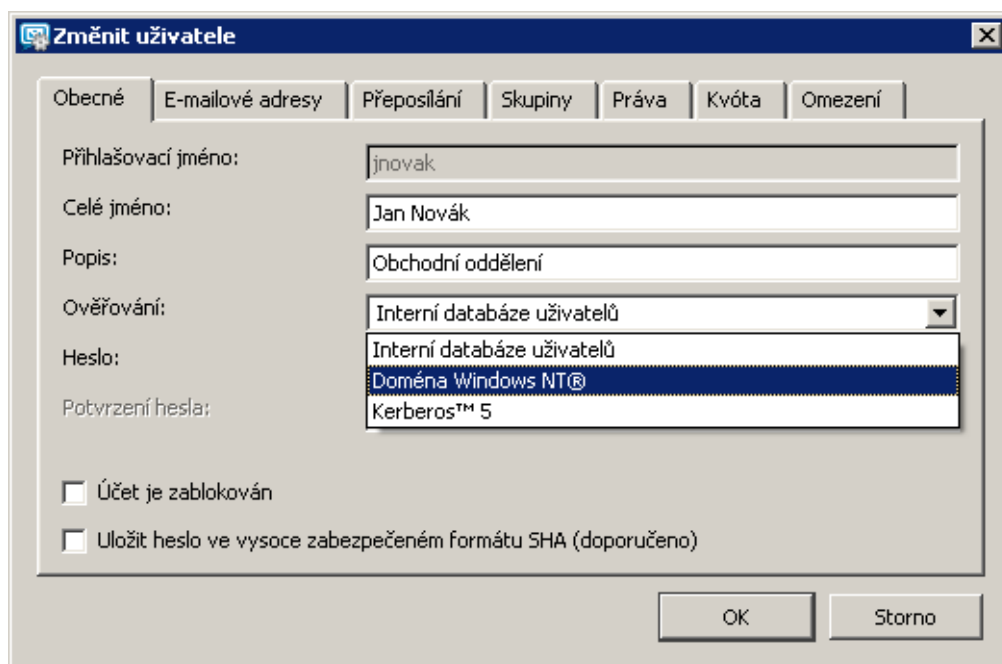 Změnit uživatele
Obecné E-mailové adresy Přeposílání Skupiny Práva Kvóta Omezení
Přihlašovací jméno: jnovak
Celé jméno: Jan Novák
Popis: Obchodní oddělení
Ověřování: Interní databáze uživatelů
Interní databáze uživatelů
Heslo:
Doména Windows NT®
Potvrzení hesla:
Kerberos™ 5
Účet je zablokován
Uložit heslo ve vysoce zabezpečeném formátu SHA (doporučeno)
OK Storno